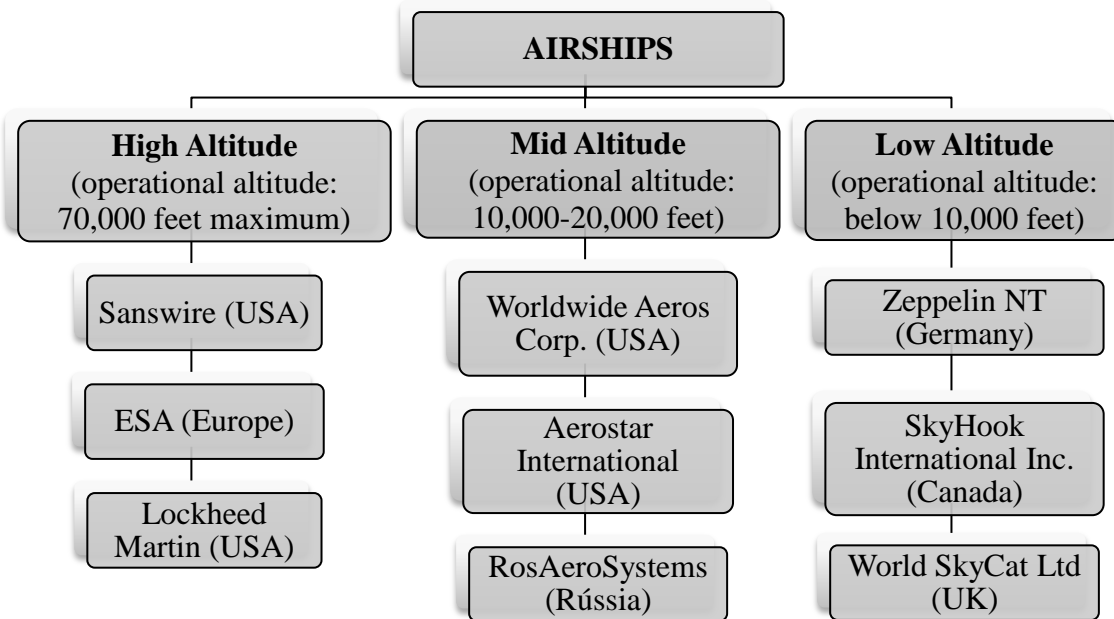 AIRSHIPS
High Altitude
(operational altitude:
70,000 feet maximum)
Sanswire (USA)
ESA (Europe)
Lockheed
Martin (USA)
Mid Altitude
(operational altitude:
10,000-20,000 feet)
Worldwide Aeros
Corp. (USA)
Aerostar
International
(USA)
RosAeroSystems
(Rússia)
Low Altitude
(operational altitude:
below 10,000 feet)
Zeppelin NT
(Germany)
SkyHook
International Inc.
(Canada)
World SkyCat Ltd
(UK)